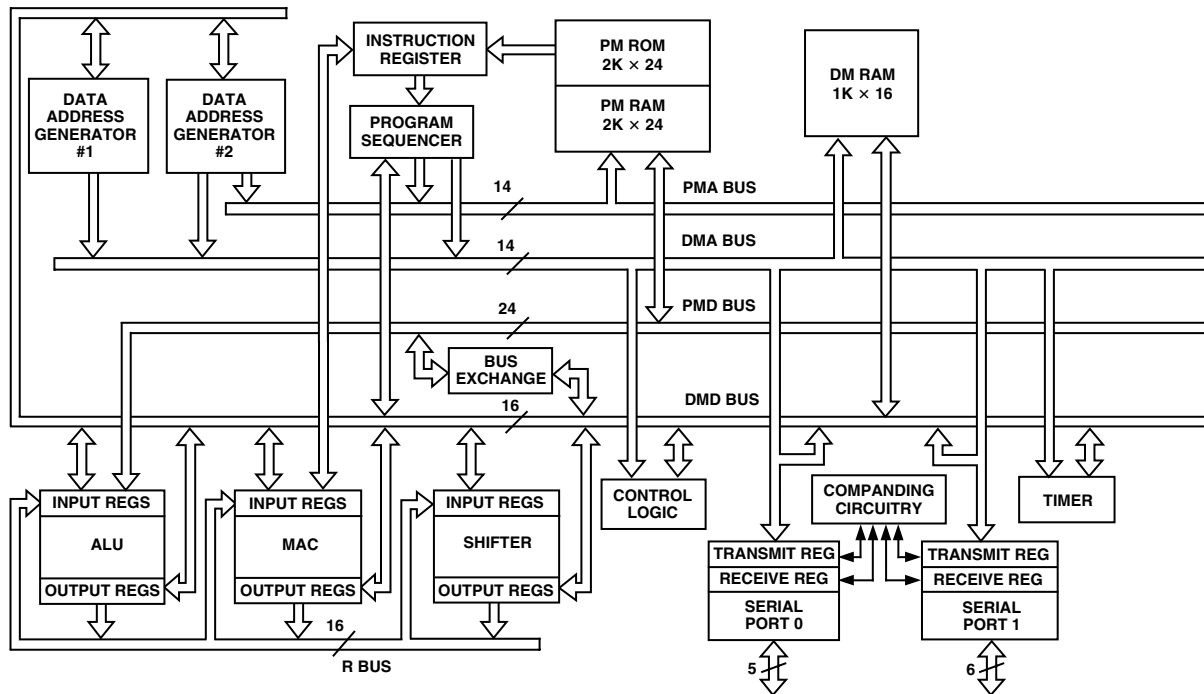 INSTRUCTION
REGISTER
PM ROM
2K × 24
PM RAM
2K × 24
DM RAM
1K × 16
DATA
ADDRESS
GENERATOR
#1
DATA
ADDRESS
GENERATOR
#2
PROGRAM
SEQUENCER
14
PMA BUS
14
DMA BUS
24
PMD BUS
BUS
EXCHANGE
16
DMD BUS
INPUT REGS
ALU
OUTPUT REGS
INPUT REGS
MAC
OUTPUT REGS
INPUT REGS
SHIFTER
OUTPUT REGS
16
R BUS
CONTROL
LOGIC
COMPANDING
CIRCUITRY
TIMER
TRANSMIT REG
RECEIVE REG
SERIAL
PORT 0
5
TRANSMIT REG
RECEIVE REG
SERIAL
PORT 1
6